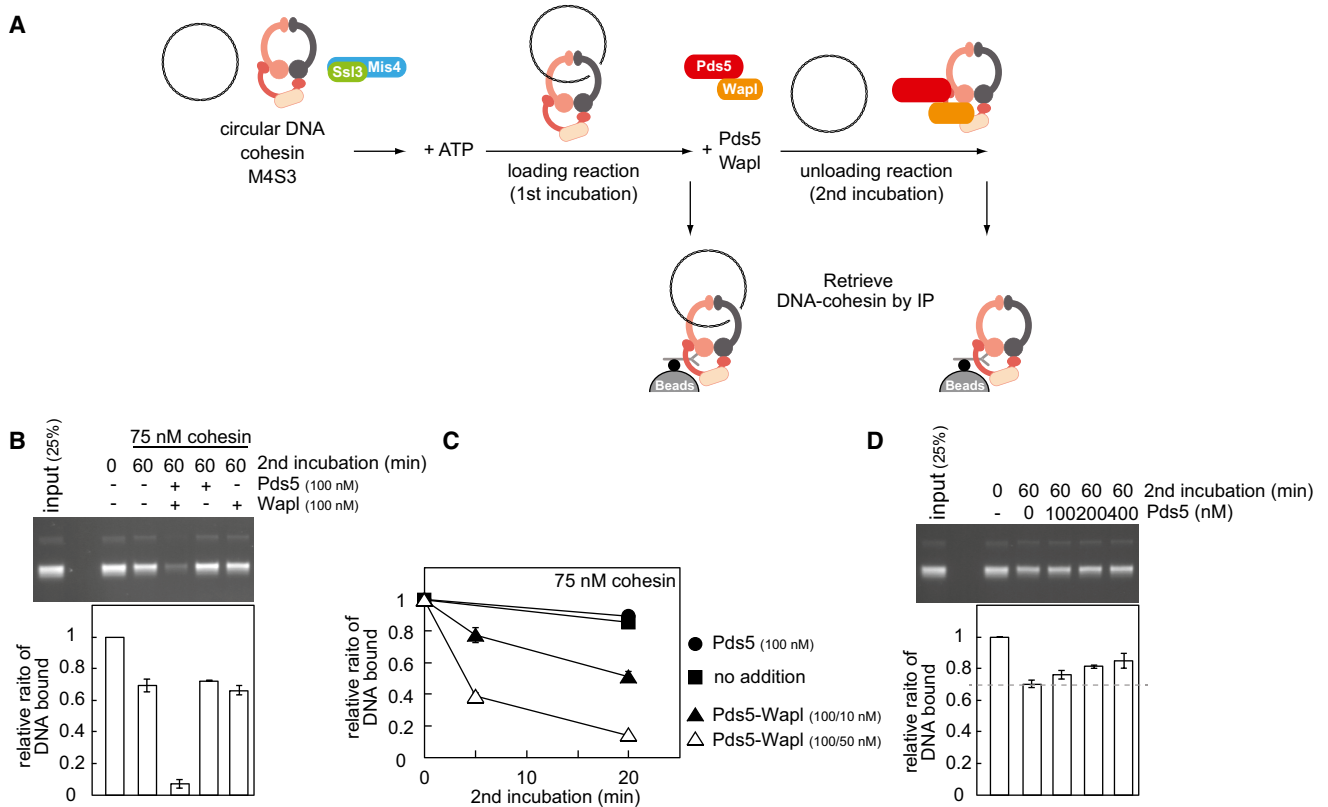 A
Ssl3 Mis4
circular DNA
cohesin
M4S3
+ ATP
loading reaction
(1st incubation)
Pds5
Wapl
+ Pds5
Wapl
unloading reaction
(2nd incubation)
Retrieve
DNA-cohesin by IP
Beads
Beads
B
input (25%)
75 nM cohesin
0 60 60 60 60 2nd incubation (min)
- - + + - Pds5 (100 nM)
- - + - + Wapl (100 nM)
relative raito of
DNA bound
1
0.8
0.6
0.4
0.2
0
C
75 nM cohesin
relative raito of
DNA bound
1
0.8
0.6
0.4
0.2
0
0 10 20
2nd incubation (min)
Pds5 (100 nM)
no addition
Pds5-Wapl (100/10 nM)
Pds5-Wapl (100/50 nM)
D
input (25%)
0 60 60 60 60 2nd incubation (min)
- 0 100 200 400 Pds5 (nM)
relative raito of
DNA bound
1
0.8
0.6
0.4
0.2
0